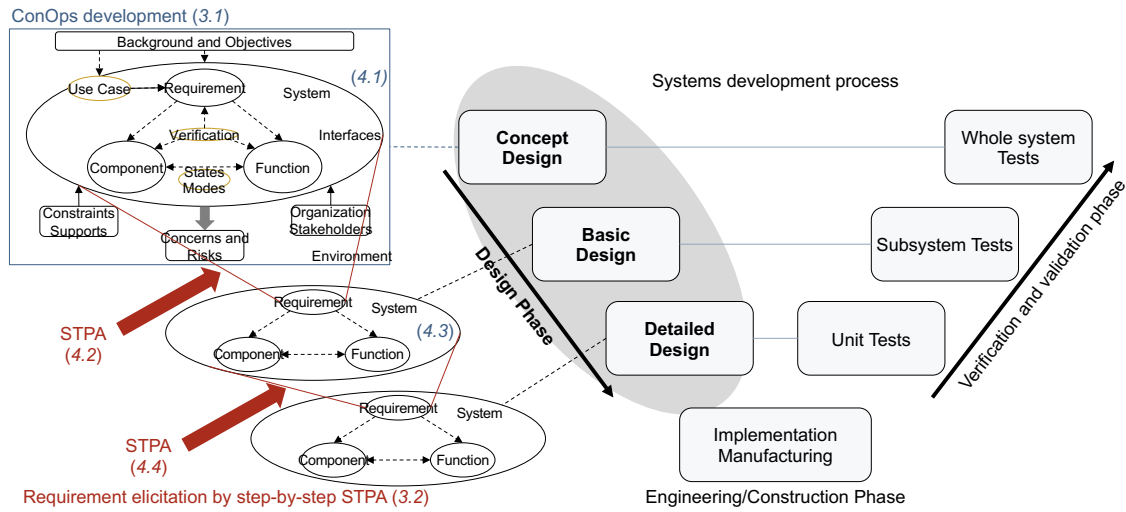 ConOps development (3.1)
Background and Objectives
(4.1)
Use Case
Requirement
System
Verification
Interfaces
Component
Function
States
Modes
Constraints
Supports
Organization
Stakeholders
Concerns and
Risks
Environment
STPA
(4.2)
Requirement
System
(4.3)
Component
Function
STPA
(4.4)
Requirement
System
Component
Function
Requirement elicitation by step-by-step STPA (3.2)
Systems development process
Concept
Design
Whole system
Tests
Basic
Design
Subsystem Tests
Detailed
Design
Unit Tests
Design Phase
Verification and validation phase
Implementation
Manufacturing
Engineering/Construction Phase